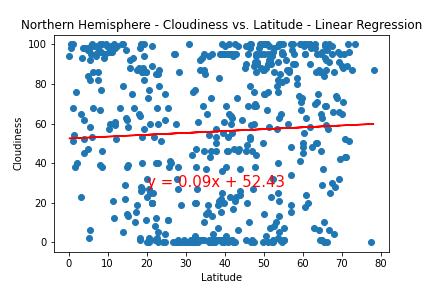 Northern Hemisphere - Cloudiness vs. Latitude - Linear Regression
100
80
60
40
20
0
Cloudiness
y = 0.09x + 52.43
0 10 20 30 40 50 60 70 80
Latitude